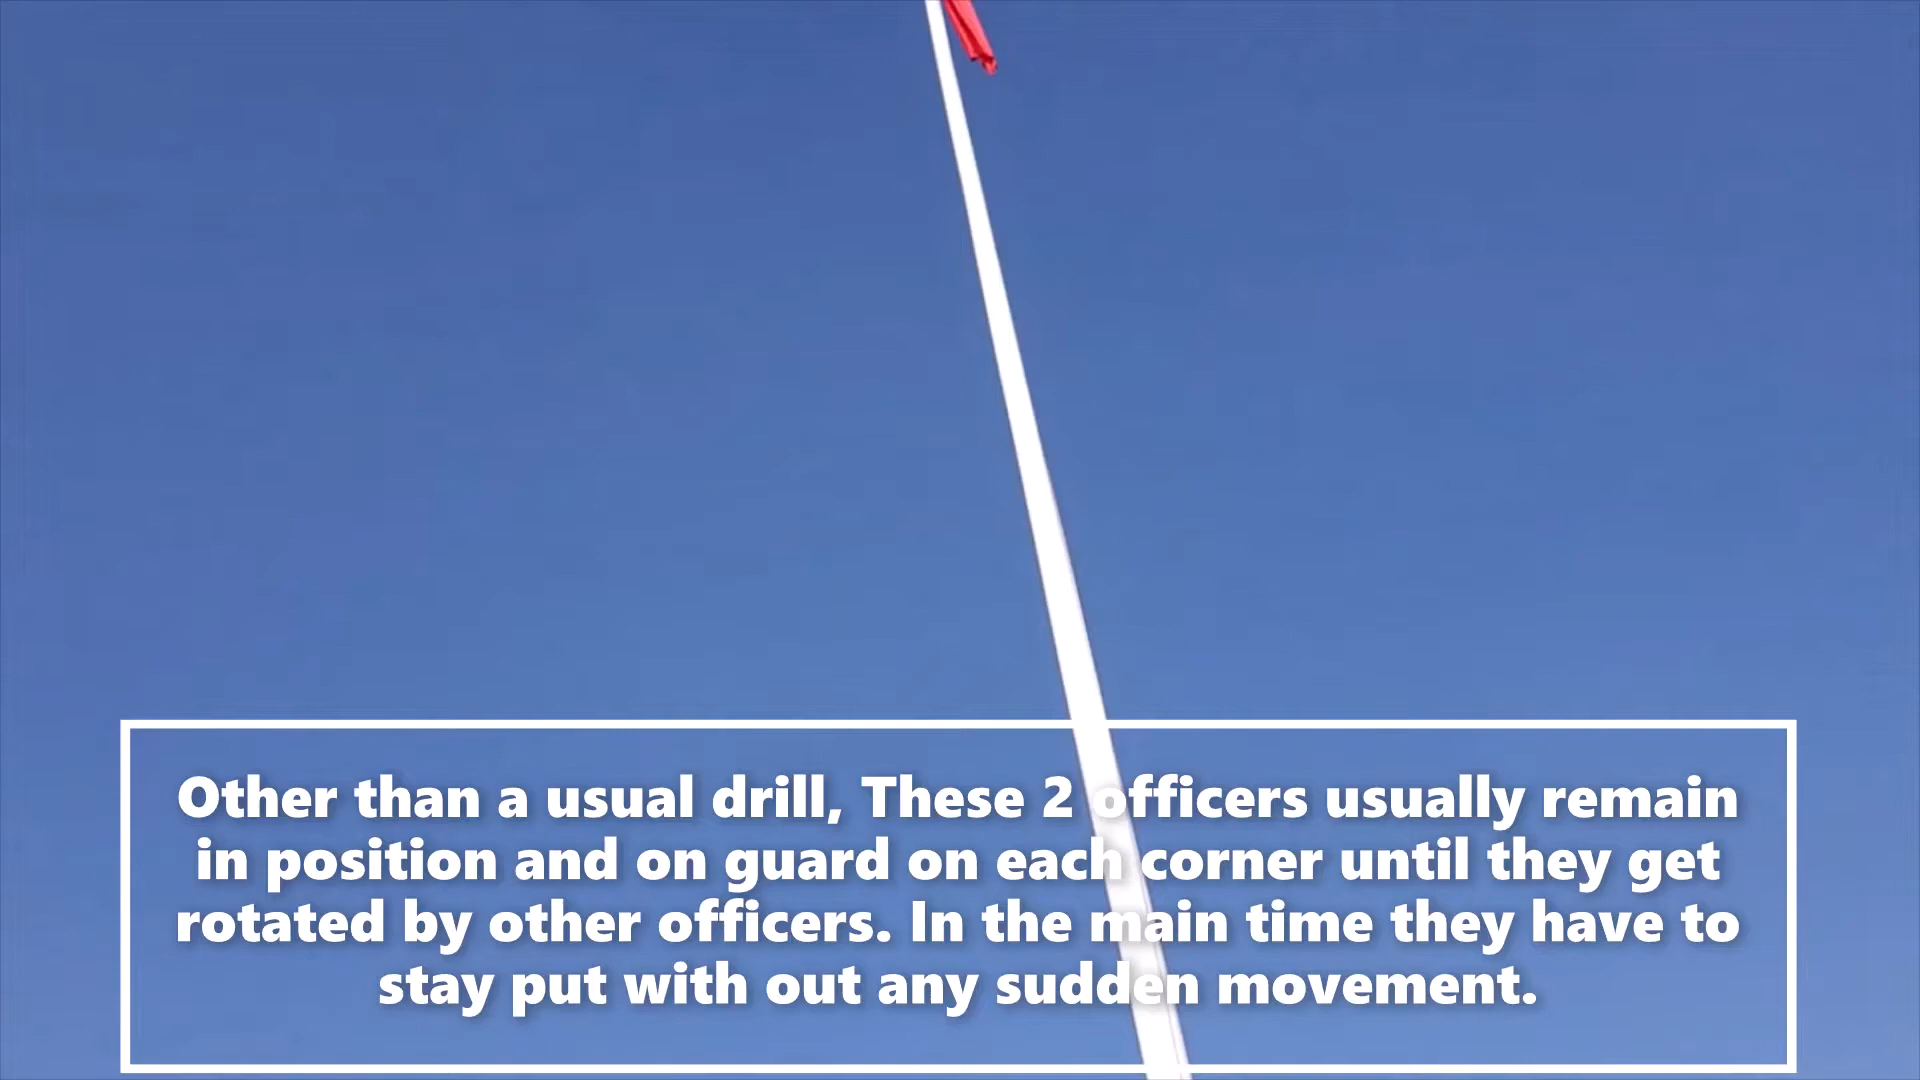 Other than a usual drill, These 2 officers usually remain
in position and on guard on each corner until they get
rotated by other officers. In the main time they have to
stay put with out any sudden movement.